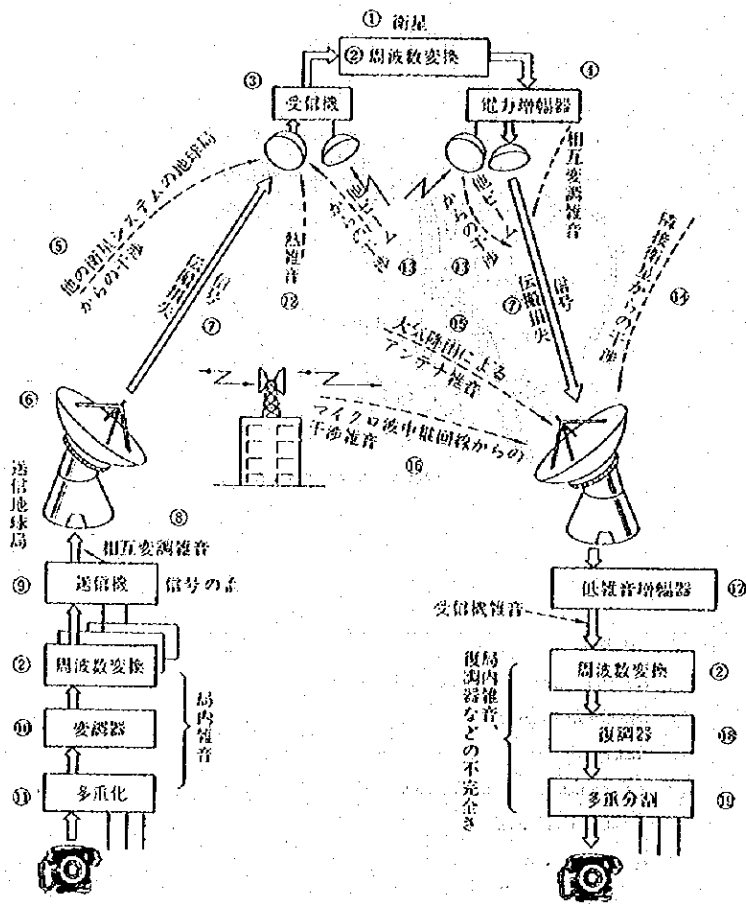 ① 衛星
② 周波数変換
③
受信機
④
電力増幅器
相互変調雑音
⑤
他の衛星システムの地球局
からの干渉
信号
伝搬損失
⑦
熱雑音
⑫
他ビーム
からの干渉
⑬
他ビーム
からの干渉
⑬
信号
伝搬損失
⑦
隣接衛星からの干渉
⑭
⑮
大気降雨による
アンテナ雑音
マイクロ波中継回線からの
干渉雑音
⑯
⑥
送信地球局
⑧
相互変調雑音
⑨
送信機
信号の
②
周波数変換
⑩
変調器
⑪
多重化
局内雑音
低雑音増幅器
⑰
受信機雑音
周波数変換
②
局内雑音、
復調器などの不完全さ
復調器
⑱
多重分割
⑲